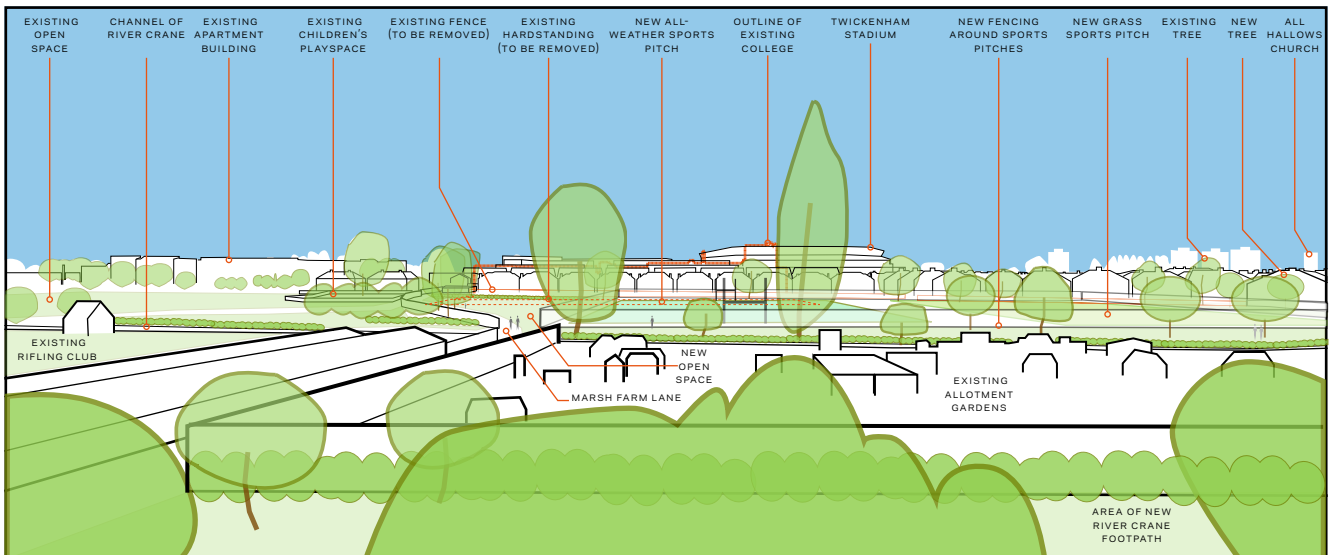 EXISTING
OPEN
SPACE
CHANNEL OF
RIVER CRANE
EXISTING
APARTMENT
BUILDING
EXISTING
CHILDREN'S
PLAYSPACE
EXISTING FENCE
(TO BE REMOVED)
EXISTING
HARDSTANDING
(TO BE REMOVED)
NEW ALL-
WEATHER SPORTS
PITCH
OUTLINE OF
EXISTING
COLLEGE
TWICKENHAM
STADIUM
NEW FENCING
AROUND SPORTS
PITCHES
NEW GRASS
SPORTS PITCH
EXISTING
TREE
NEW
TREE
ALL
HALLOWS
CHURCH
EXISTING
RIFLING CLUB
NEW
OPEN
SPACE
MARSH FARM LANE
EXISTING
ALLOTMENT
GARDENS
AREA OF NEW
RIVER CRANE
FOOTPATH